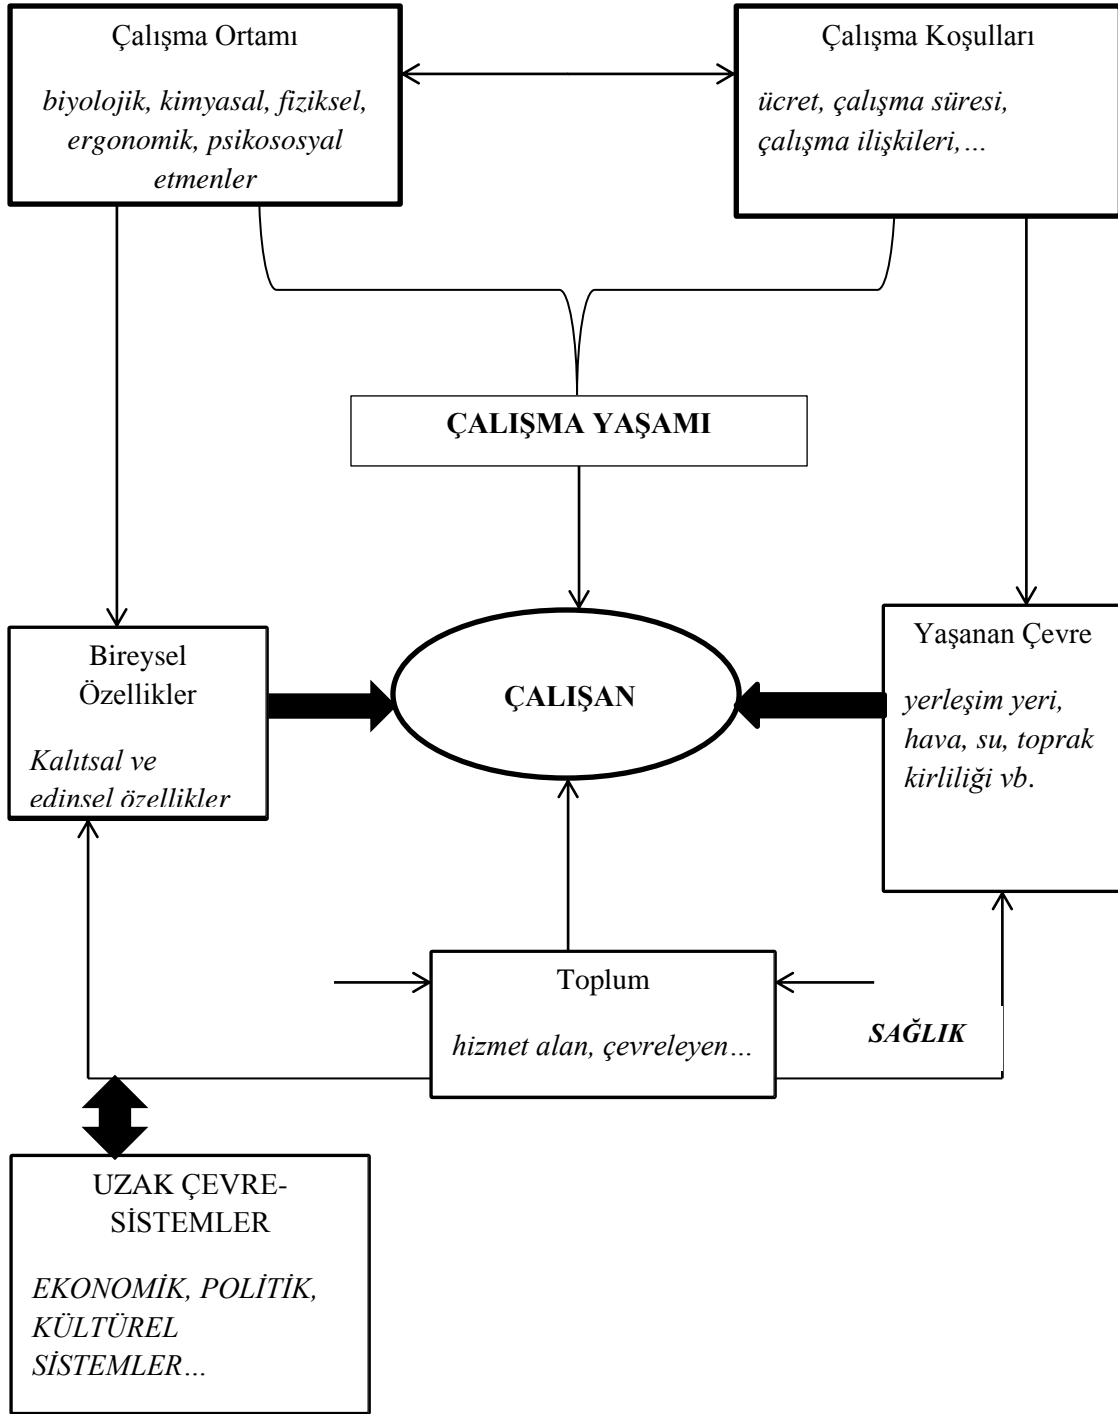 Çalışma Ortamı
biyolojik, kimyasal, fiziksel,
ergonomik, psikososyal
etmenler
Çalışma Koşulları
ücret, çalışma süresi,
çalışma ilişkileri,…
ÇALIŞMA YAŞAMI
Bireysel
Özellikler
Kalıtsal ve
edinsel özellikler
ÇALIŞAN
Yaşanan Çevre
yerleşim yeri,
hava, su, toprak
kirliliği vb.
Toplum
hizmet alan, çevreleyen…
SAĞLIK
UZAK ÇEVRE-
SİSTEMLER
EKONOMİK, POLİTİK,
KÜLTÜREL
SİSTEMLER…